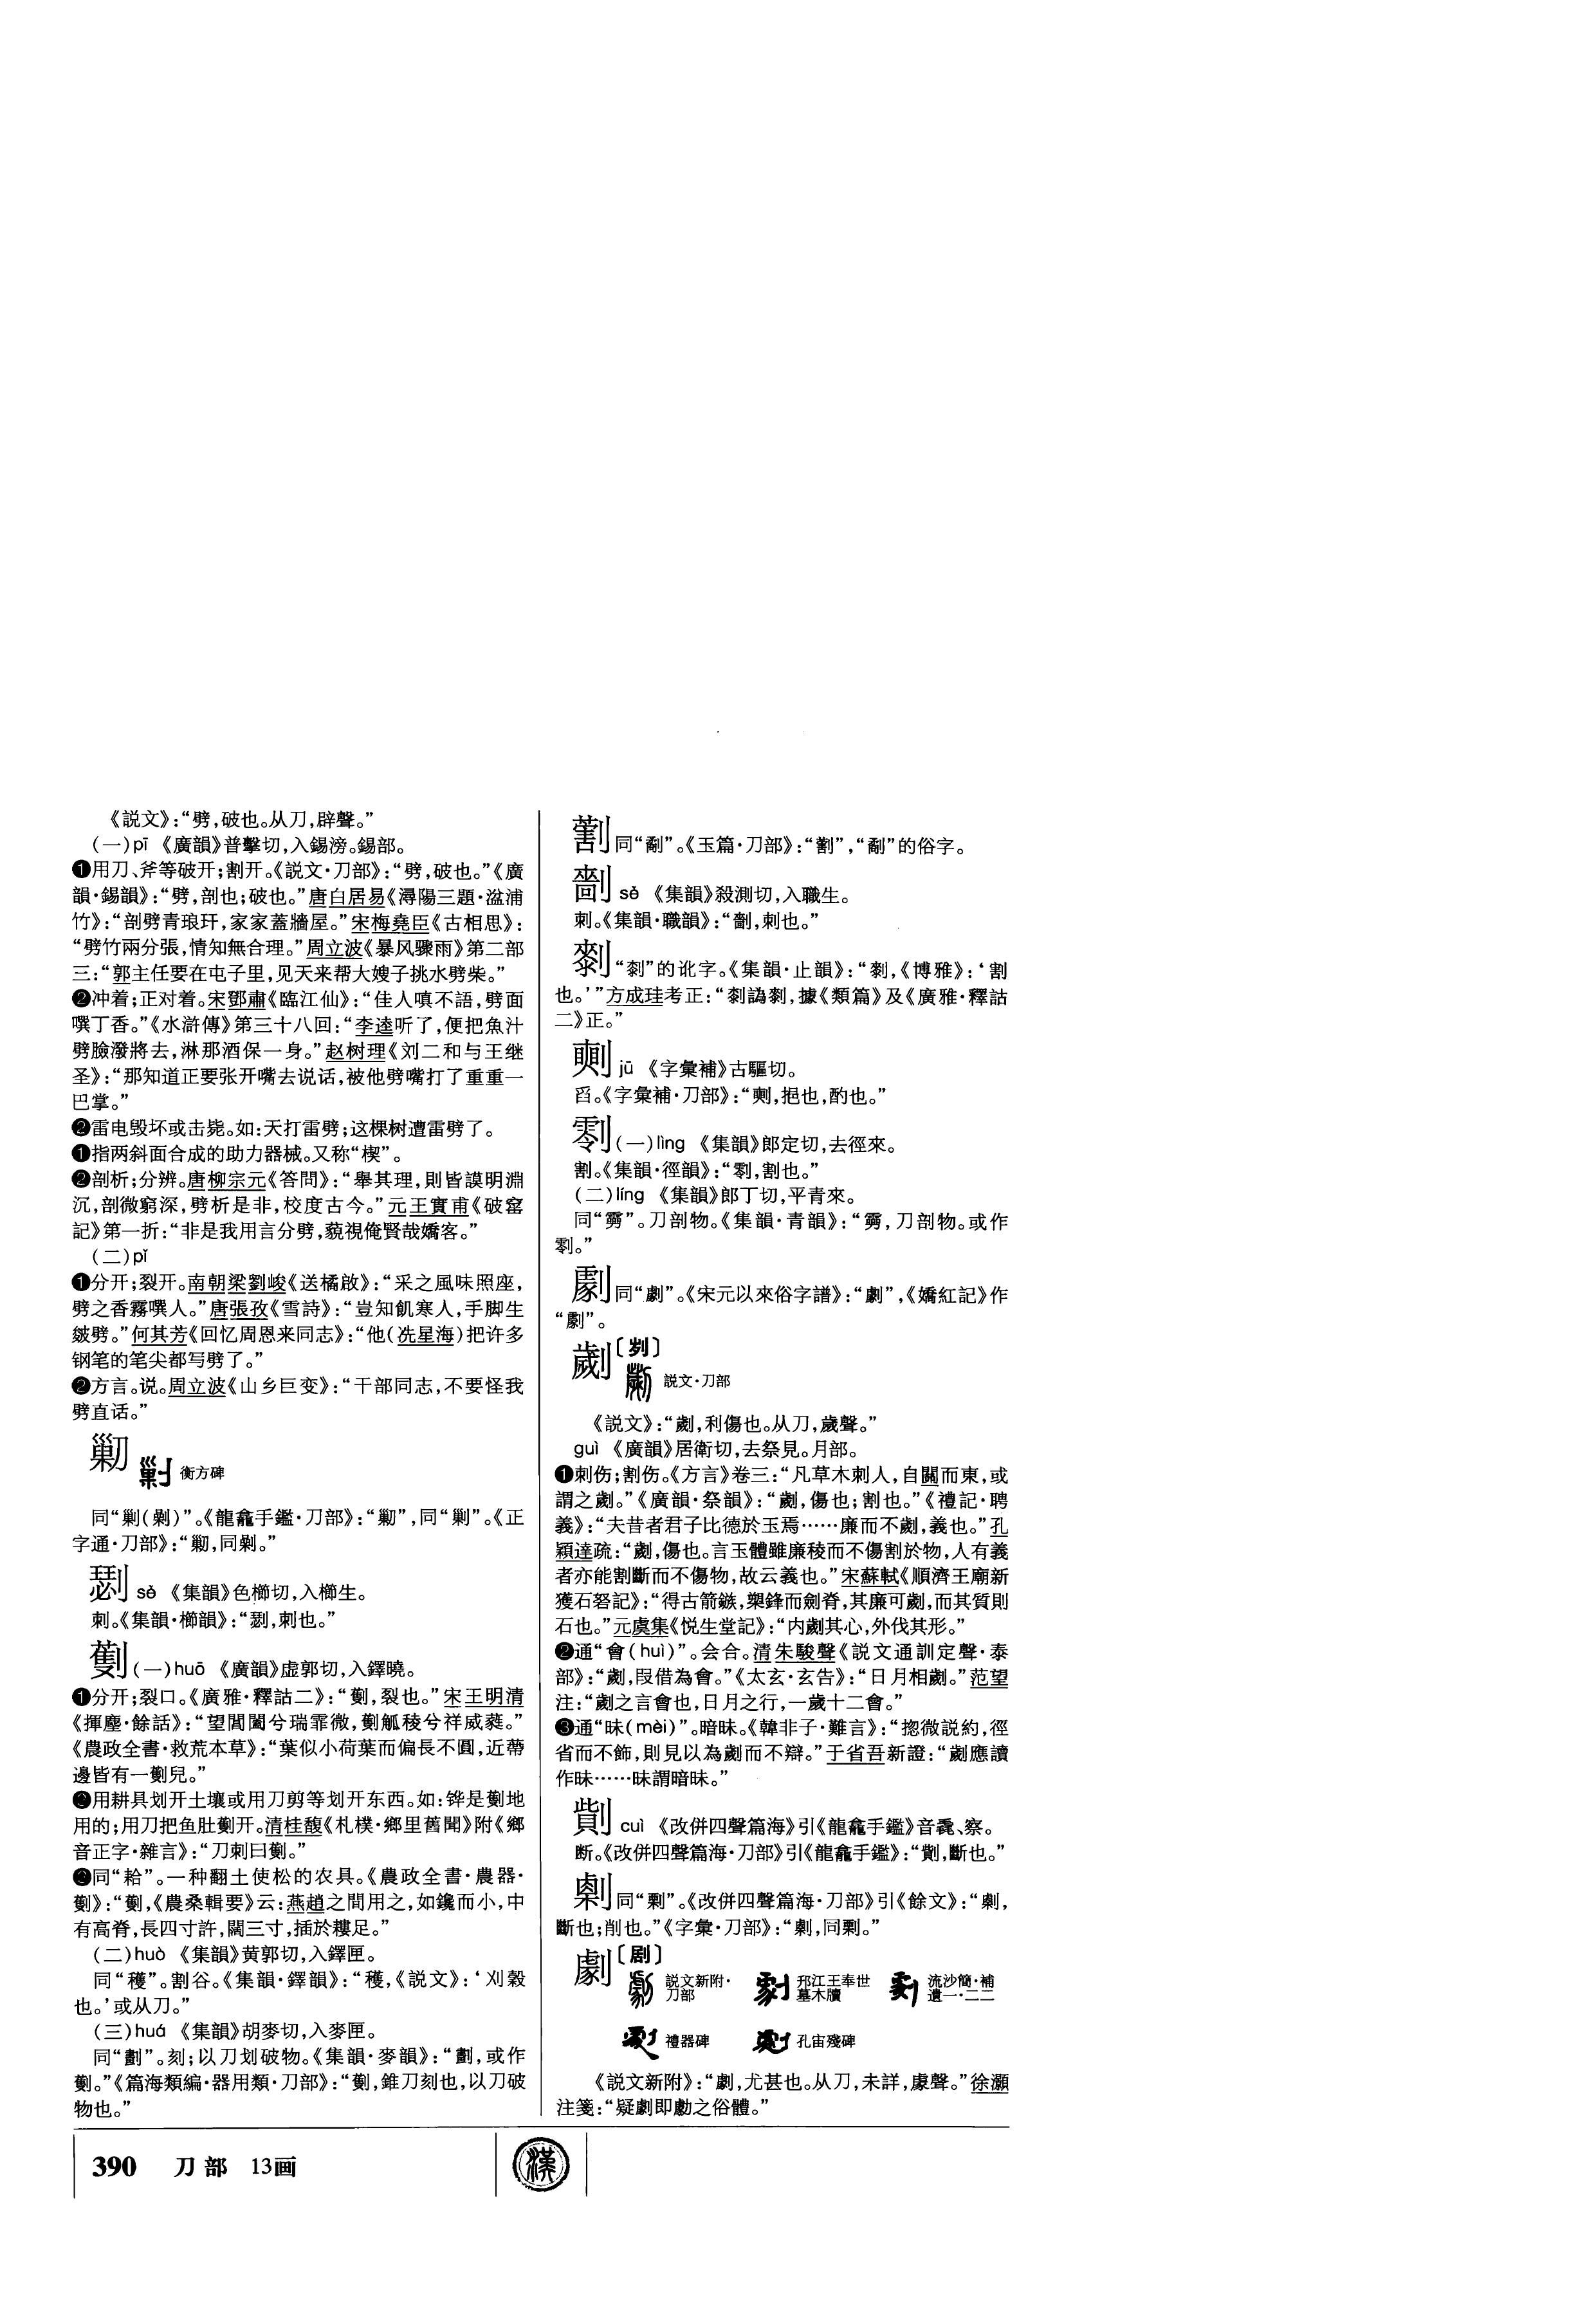 《説文》：“劈，破也。从刀，辟聲。”
（一）pī 《廣韻》普擊切，入錫滂。錫部。
❶用刀、斧等破开；割开。《説文·刀部》：“劈，破也。”《廣
韻·錫韻》：“劈，剖也；破也。”唐白居易《潯陽三題·湓浦
竹》：“剖劈青琅玕，家家蓋牆屋。”宋梅堯臣《古相思》：
“劈竹兩分張，情知無合理。”周立波《暴风骤雨》第二部
三：“郭主任要在屯子里，见天来帮大嫂子挑水劈柴。”
❷冲着；正对着。宋鄧肅《臨江仙》：“佳人嗔不語，劈面
噀丁香。”《水滸傳》第三十八回：“李逵听了，便把魚汁
劈臉潑將去，淋那酒保一身。”赵树理《刘二和与王继
圣》：“那知道正要张开嘴去说话，被他劈嘴打了重重一
巴掌。”
❷雷电毁坏或击毙。如：天打雷劈；这棵树遭雷劈了。
❶指两斜面合成的助力器械。又称“楔”。
❷剖析；分辨。唐柳宗元《答問》：“舉其理，則皆謨明淵
沉，剖微窮深，劈析是非，校度古今。”元王實甫《破窰
記》第一折：“非是我用言分劈，藐視俺賢哉嬌客。”
（二）pǐ
❶分开；裂开。南朝梁劉峻《送橘啟》：“采之風味照座，
劈之香霧噀人。”唐張孜《雪詩》：“豈知飢寒人，手脚生
皴劈。”何其芳《回忆周恩来同志》：“他（冼星海）把许多
钢笔的笔尖都写劈了。”
❷方言。说。周立波《山乡巨变》：“干部同志，不要怪我
劈直话。”
𠠫 衡方碑
同“剿（劋）”。《龍龕手鑑·刀部》：“𠠫”，同“剿”。《正
字通·刀部》：“𠠫，同剿。”
sè 《集韻》色櫛切，入櫛生。
刺。《集韻·櫛韻》：“，刺也。”
劐（一）huō 《廣韻》虚郭切，入鐸曉。
❶分开；裂口。《廣雅·釋詁二》：“劐，裂也。”宋王明清
《揮麈·餘話》：“望閶闔兮瑞霏微，劐觚稜兮祥威蕤。”
《農政全書·救荒本草》：“葉似小荷葉而偏長不圓，近蔕
邊皆有一劐兒。”
❷用耕具划开土壤或用刀剪等划开东西。如：铧是劐地
用的；用刀把鱼肚劐开。清桂馥《札樸·鄉里舊聞》附《鄉
音正字·雜言》：“刀刺曰劐。”
❷同“耠”。一种翻土使松的农具。《農政全書·農器·
劐》：“劐，《農桑輯要》云：燕趙之間用之，如鑱而小，中
有高脊，長四寸許，闊三寸，插於耬足。”
（二）huò 《集韻》黄郭切，入鐸匣。
同“穫”。割谷。《集韻·鐸韻》：“穫，《説文》：‘刈穀
也。’或从刀。”
（三）huá 《集韻》胡麥切，入麥匣。
同“劃”。刻；以刀划破物。《集韻·麥韻》：“劃，或作
劐。”《篇海類編·器用類·刀部》：“劐，錐刀刻也，以刀破
物也。”
同“劀”。《玉篇·刀部》：“”，“劀”的俗字。
sè 《集韻》殺測切，入職生。
刺。《集韻·職韻》：“，刺也。”
“剺”的讹字。《集韻·止韻》：“，《博雅》：‘割
也。’”方成珪考正：“剺譌，據《類篇》及《廣雅·釋詁
二》正。”
jū 《字彙補》古驅切。
舀。《字彙補·刀部》：“，挹也，酌也。”
（一）lìng 《集韻》郎定切，去徑來。
割。《集韻·徑韻》：“，割也。”
（二）líng 《集韻》郎丁切，平青來。
同“”。刀剖物。《集韻·青韻》：“，刀剖物。或作
。”
同“劇”。《宋元以來俗字譜》：“劇”，《嬌紅記》作
“”。
劌〔刿〕
説文·刀部
《説文》：“劌，利傷也。从刀，歲聲。”
guì 《廣韻》居衛切，去祭見。月部。
❶刺伤；割伤。《方言》卷三：“凡草木刺人，自關而東，或
謂之劌。”《廣韻·祭韻》：“劌，傷也；割也。”《禮記·聘
義》：“夫昔者君子比德於玉焉……廉而不劌，義也。”孔
穎達疏：“劌，傷也。言玉體雖廉稜而不傷割於物，人有義
者亦能割斷而不傷物，故云義也。”宋蘇軾《順濟王廟新
獲石砮記》：“得古箭鏃，槊鋒而劍脊，其廉可劌，而其質則
石也。”元虞集《悦生堂記》：“内劌其心，外伐其形。”
❷通“會（huì）”。会合。清朱駿聲《説文通訓定聲·泰
部》：“劌，叚借為會。”《太玄·玄告》：“日月相劌。”范望
注：“劌之言會也，日月之行，一歲十二會。”
❸通“昧（mèi）”。暗昧。《韓非子·難言》：“揔微説約，徑
省而不飾，則見以為劌而不辯。”于省吾新證：“劌應讀
作昧……昧謂暗昧。”
cuì 《改併四聲篇海》引《龍龕手鑑》音毳、察。
断。《改併四聲篇海·刀部》引《龍龕手鑑》：“，斷也。”
同“剽”。《改併四聲篇海·刀部》引《餘文》：“，
斷也；削也。”《字彙·刀部》：“，同剽。”
劇〔剧〕
説文新附·刀部 邗江王奉世墓木牘 流沙簡·補遺一·二二
禮器碑 孔宙殘碑
《説文新附》：“劇，尤甚也。从刀，未詳，豦聲。”徐灝
注箋：“疑劇即勮之俗體。”
390 刀部 13画
漢